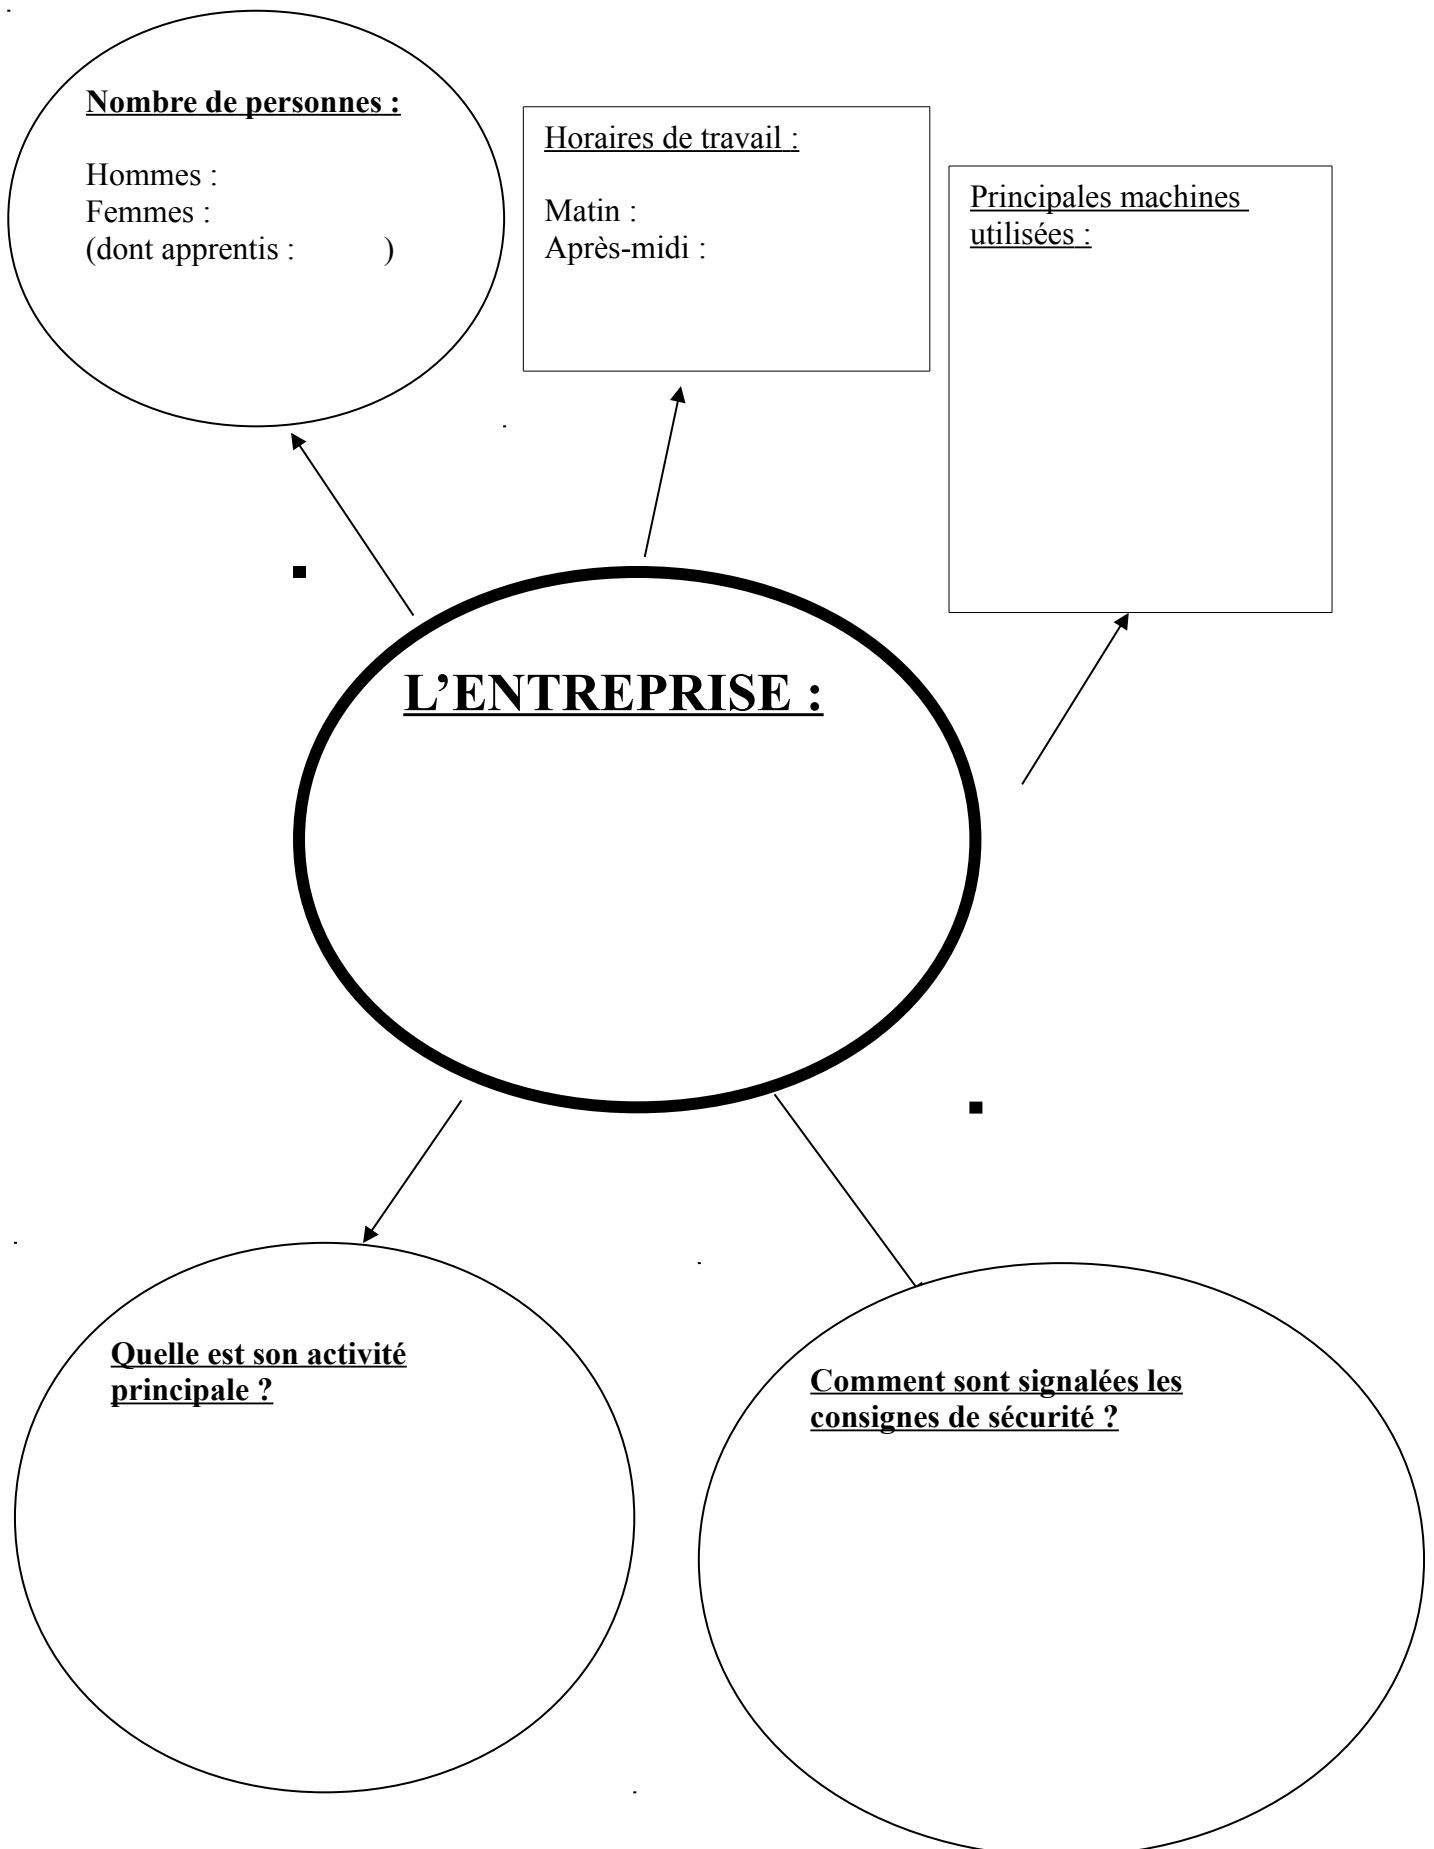 Nombre de personnes :
Hommes :
Femmes :
(dont apprentis :            )
Horaires de travail :
Matin :
Après-midi :
Principales machines
utilisées :
L’ENTREPRISE :
Quelle est son activité
principale ?
Comment sont signalées les
consignes de sécurité ?